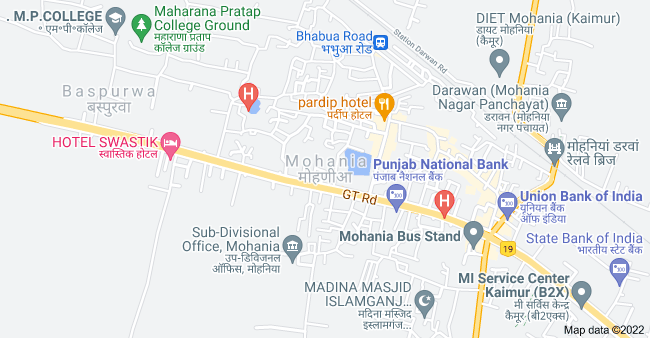 . M.P.COLLEGE
॰ एम॰पी॰कॉलेज
Maharana Pratap
College Ground
महाराणा प्रताप
कॉलेज ग्राउंड
Bhabua Road
भभुआ रोड
Station Darwan Rd
DIET Mohania (Kaimur)
डायट मोहनिया
(कैमूर)
Baspurwa
बसपुरवा
H
pardip hotel
पर्दीप होटल
Darawan (Mohania
Nagar Panchayat)
दरावन (मोहनिया
नगर पंचायत)
मोहनियां डरवां
रेलवे ब्रिज
HOTEL SWASTIK
स्वास्तिक होटल
Mohania
मोहणीआ
Punjab National Bank
पंजाब नैशनल बैंक
GT Rd
H
Union Bank of India
यूनियन बैंक
ऑफ इंडिया
Sub-Divisional
Office, Mohania
उप-डिविजनल
ऑफिस, मोहनिया
Mohania Bus Stand
19
State Bank of India
भारतीय स्टेट बैंक
MI Service Center
Kaimur (B2X)
मी सर्विस केन्द्र
कैमूर (बी2एक्स)
MADINA MASJID
ISLAMGANJ...
मदिना मस्जिद
इस्लामगंज...
Map data ©2022